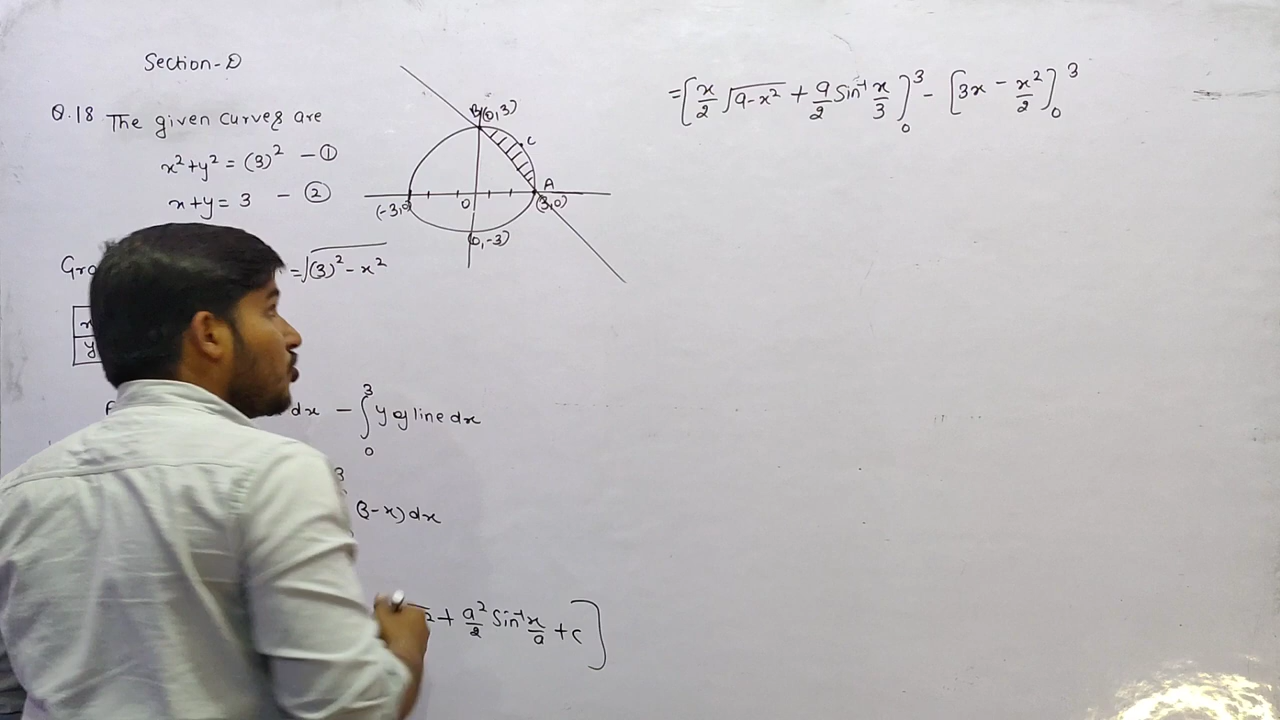 Section-D
Q.18 The given curves are
x²+y² = (3)² - ①
x+y = 3 - ②
B(0,3)
C
A
(-3,0)
O
(3,0)
(0,-3)
=√(3)²-x²
x
y
dx - ∫₀³ y of line dx
3
(3-x)dx
2 + a²/2 Sin⁻¹ x/a + c]
=[x/2 √9-x² + 9/2 Sin⁻¹ x/3]₀³ - [3x - x²/2]₀³